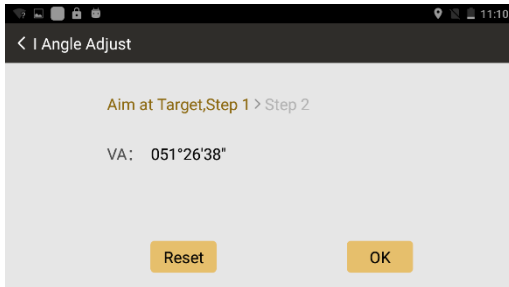 11:10
< I Angle Adjust
Aim at Target,Step 1 > Step 2
VA: 051°26'38"
Reset OK